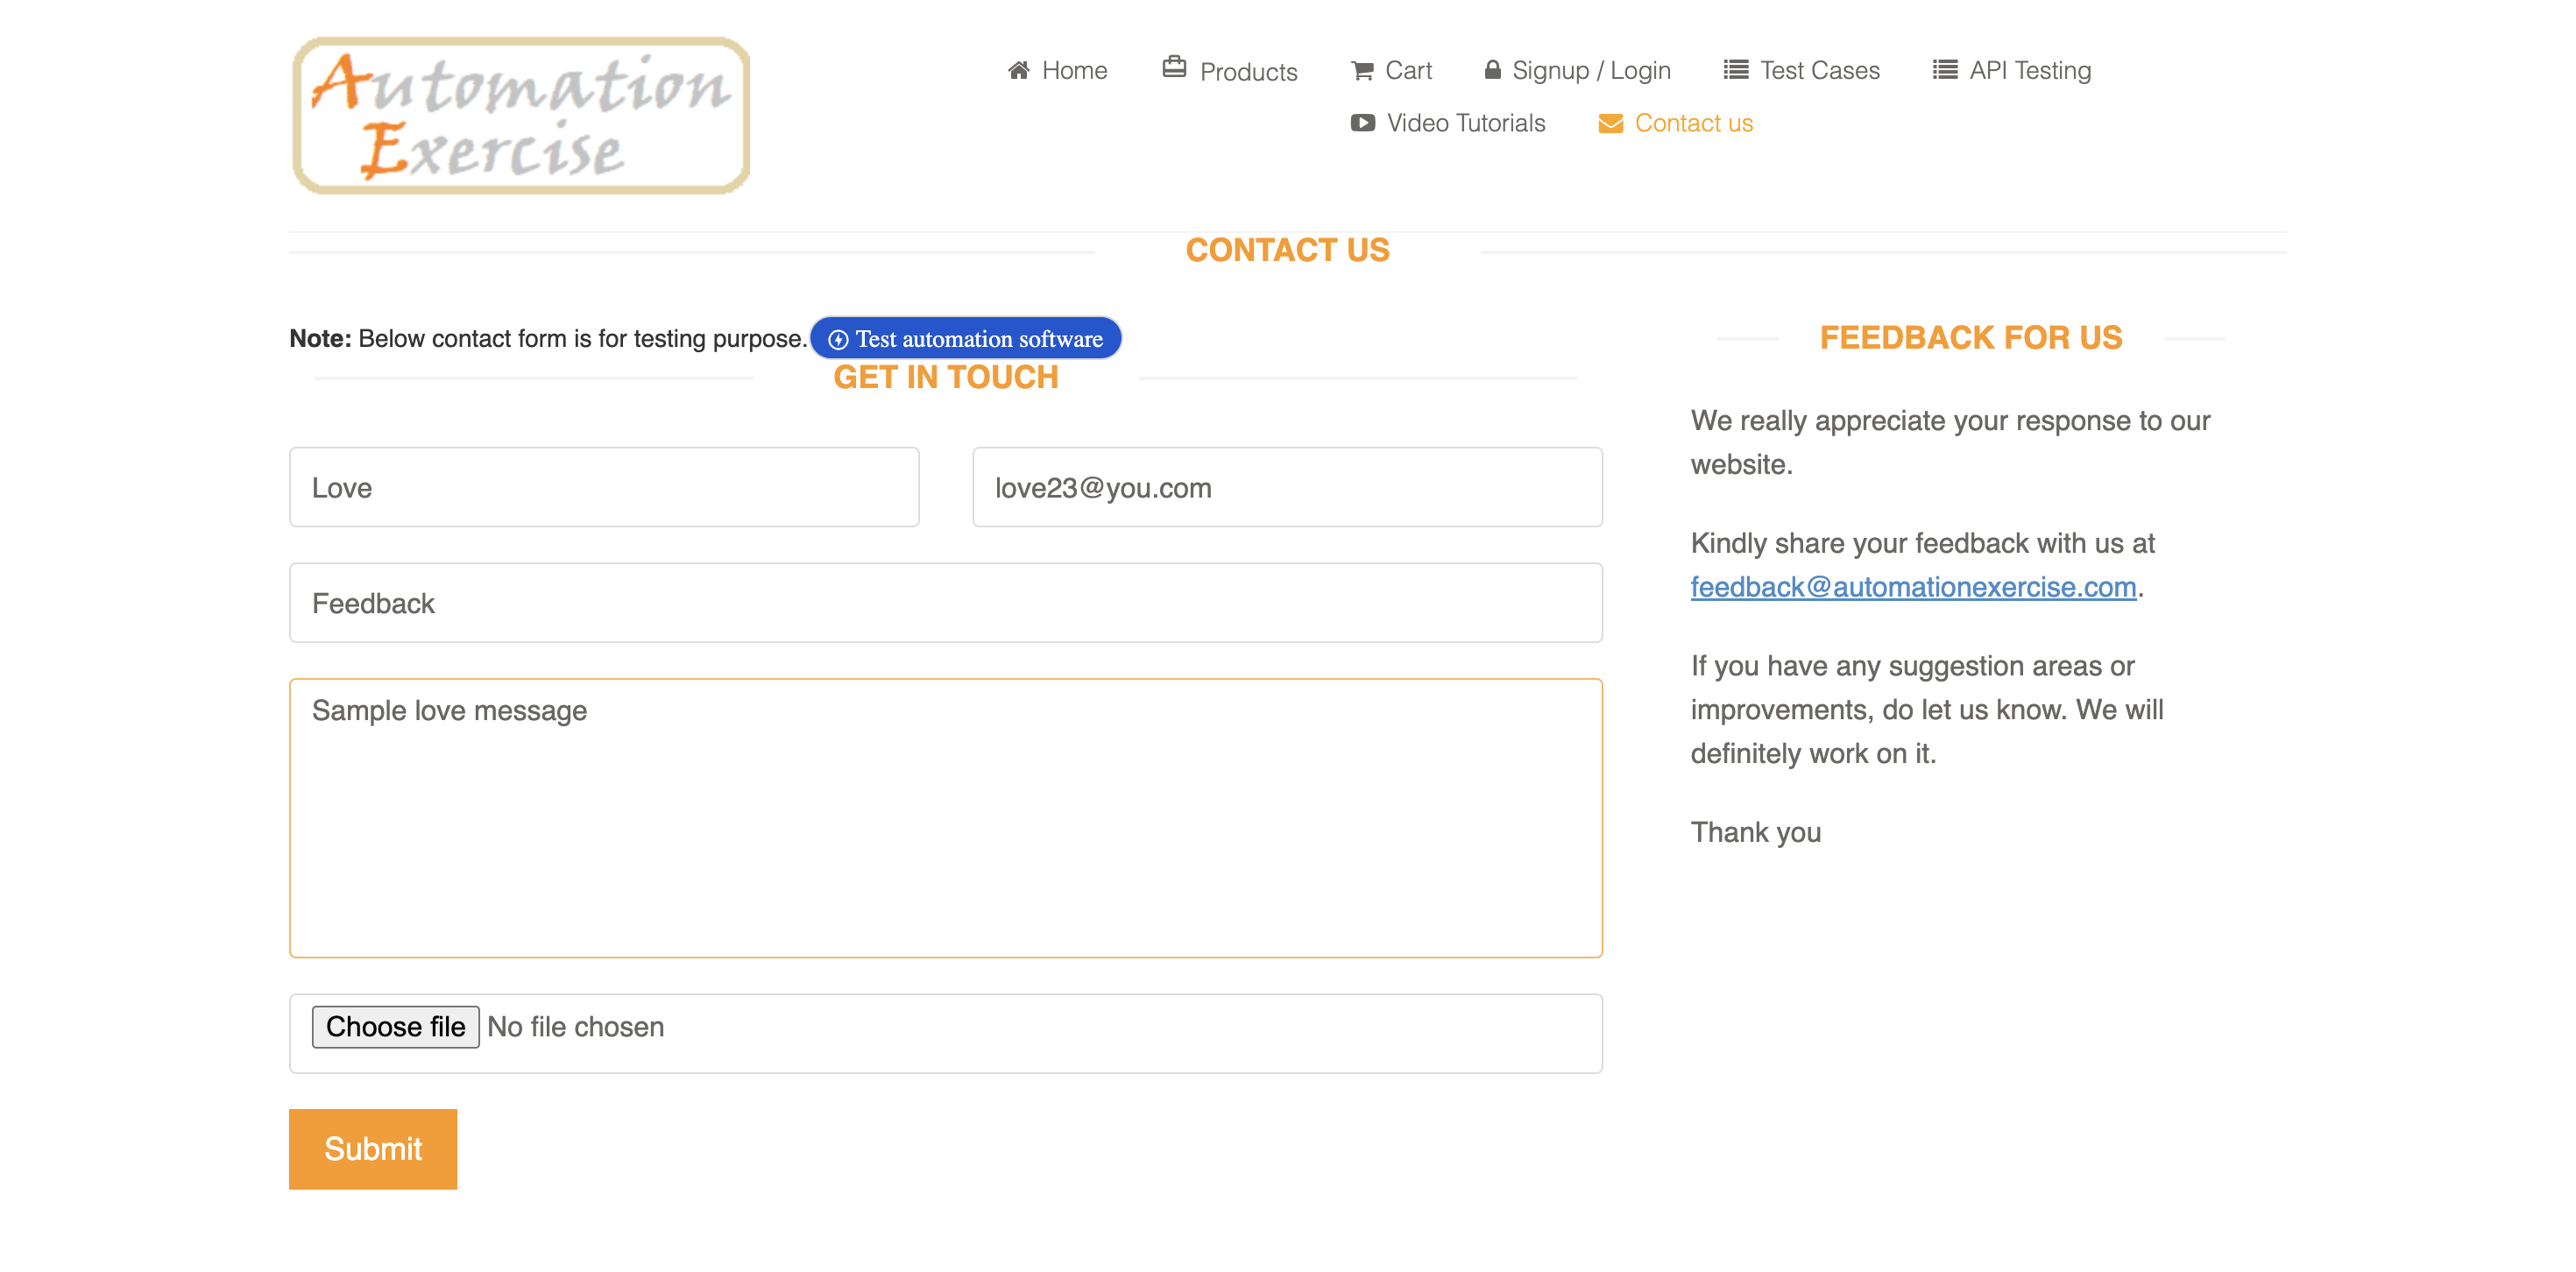 Automation
Exercise
Home Products Cart Signup / Login Test Cases API Testing
Video Tutorials Contact us
CONTACT US
Note: Below contact form is for testing purpose. Test automation software
GET IN TOUCH
Love love23@you.com
Feedback
Sample love message
Choose file No file chosen
Submit
FEEDBACK FOR US
We really appreciate your response to our
website.
Kindly share your feedback with us at
feedback@automationexercise.com.
If you have any suggestion areas or
improvements, do let us know. We will
definitely work on it.
Thank you